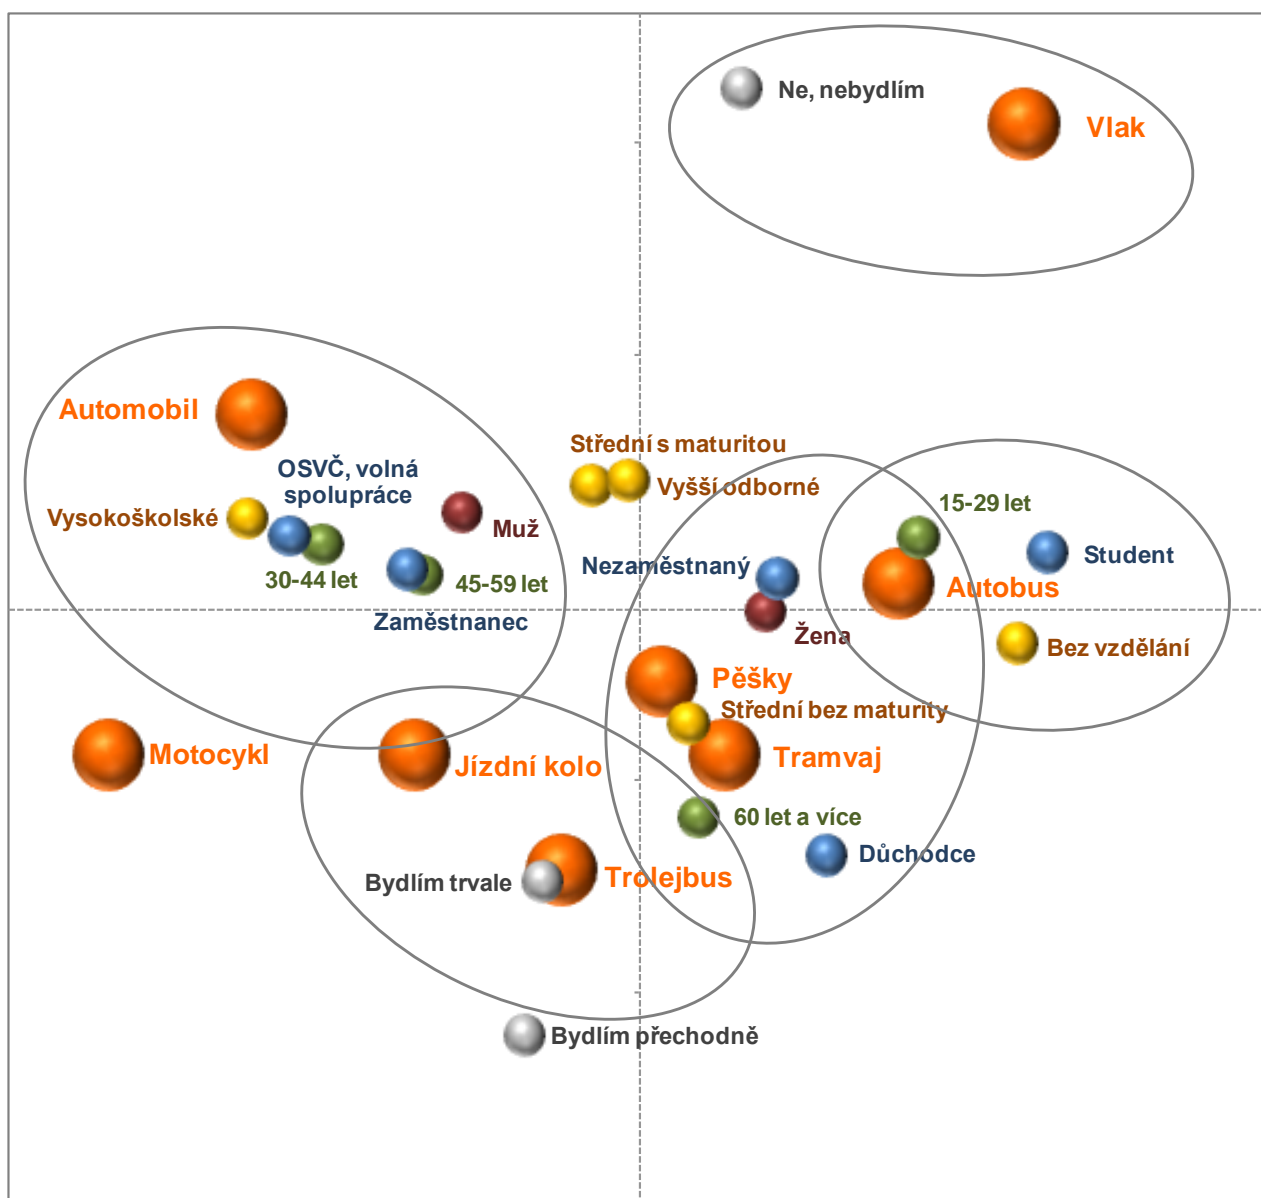 Ne, nebydlím
Vlak
Automobil
Střední s maturitou
OSVČ, volná
spolupráce
Vyšší odborné
Vysokoškolské
Muž
15-29 let
Student
Nezaměstnaný
30-44 let
45-59 let
Autobus
Zaměstnanec
Žena
Bez vzdělání
Pěšky
Střední bez maturity
Motocykl
Jízdní kolo
Tramvaj
60 let a více
Důchodce
Bydlím trvale
Trolejbus
Bydlím přechodně